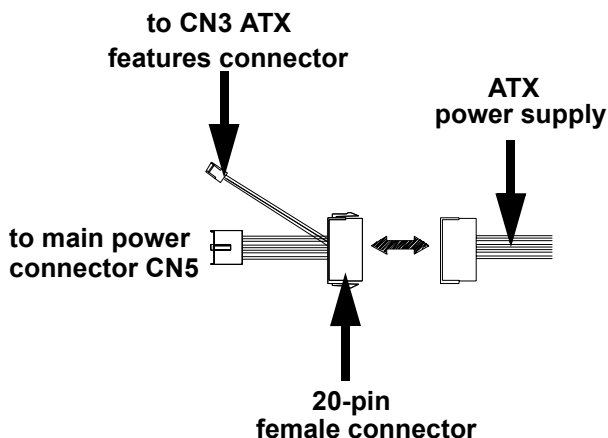 to CN3 ATX
features connector
ATX
power supply
to main power
connector CN5
20-pin
female connector